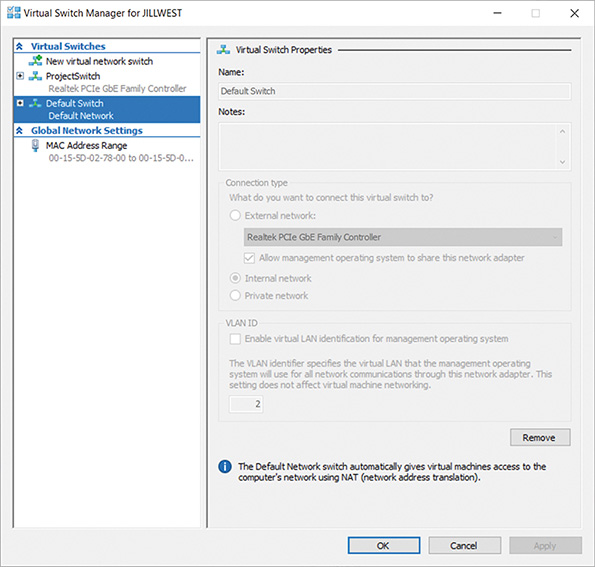 Virtual Switch Manager for JILLWEST
Virtual Switches
New virtual network switch
ProjectSwitch
Realtek PCIe GbE Family Controller
Default Switch
Default Network
Global Network Settings
MAC Address Range
00-15-5D-02-78-00 to 00-15-5D-0...
Virtual Switch Properties
Name:
Default Switch
Notes:
Connection type
What do you want to connect this virtual switch to?
External network:
Realtek PCIe GbE Family Controller
Allow management operating system to share this network adapter
Internal network
Private network
VLAN ID
Enable virtual LAN identification for management operating system
The VLAN identifier specifies the virtual LAN that the management operating
system will use for all network communications through this network adapter. This
setting does not affect virtual machine networking.
2
Remove
The Default Network switch automatically gives virtual machines access to the
computer's network using NAT (network address translation).
OK
Cancel
Apply